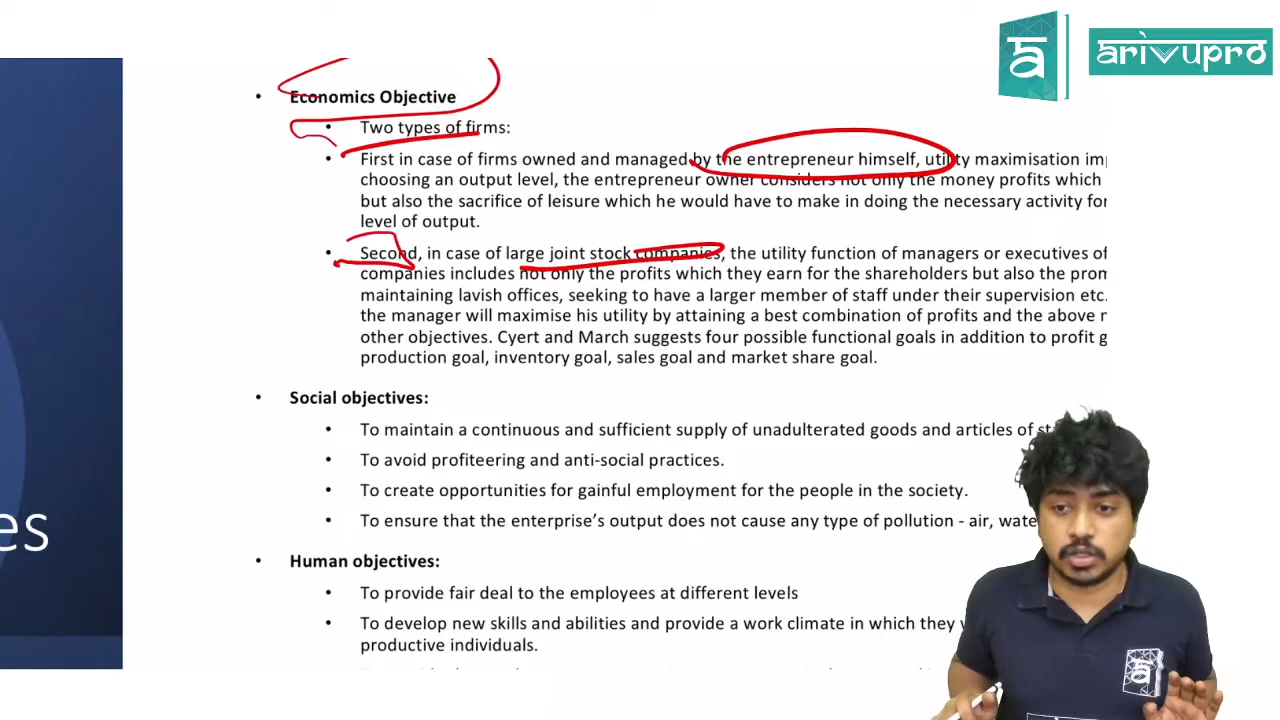 arivupro
Economics Objective
Two types of firms:
First in case of firms owned and managed by the entrepreneur himself, utility maximisation
choosing an output level, the entrepreneur owner considers not only the money profits which
but also the sacrifice of leisure which he would have to make in doing the necessary activity for
level of output.
Second, in case of large joint stock companies, the utility function of managers or executives of
companies includes not only the profits which they earn for the shareholders but also the
maintaining lavish offices, seeking to have a larger member of staff under their supervision etc.
the manager will maximise his utility by attaining a best combination of profits and the above
other objectives. Cyert and March suggests four possible functional goals in addition to profit
production goal, inventory goal, sales goal and market share goal.
es
Social objectives:
To maintain a continuous and sufficient supply of unadulterated goods and articles of
To avoid profiteering and anti-social practices.
To create opportunities for gainful employment for the people in the society.
To ensure that the enterprise's output does not cause any type of pollution - air,
Human objectives:
To provide fair deal to the employees at different levels
To develop new skills and abilities and provide a work climate in which they
productive individuals.